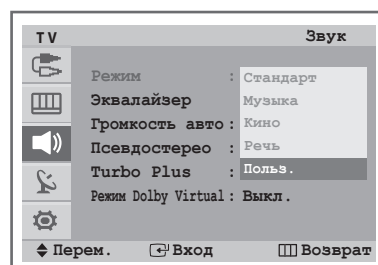 TV Звук
Режим : Стандарт
Эквалайзер Музыка
Громкость авто : Кино
Псевдостерео : Речь
Turbo Plus : Польз.
Режим Dolby Virtual : Выкл.
Перем. Вход Возврат